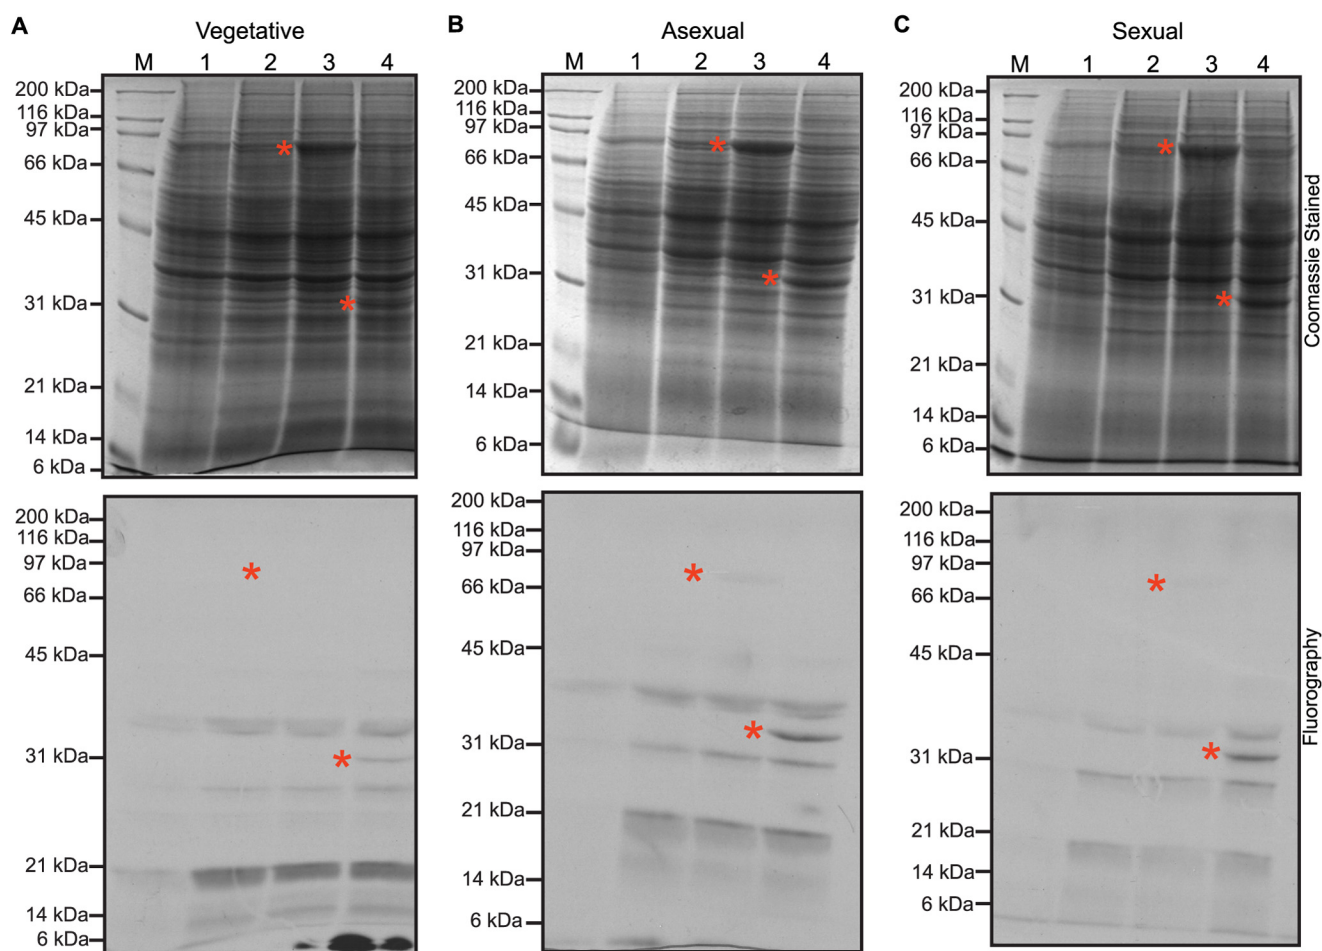 A Vegetative
M 1 2 3 4
200 kDa
116 kDa
97 kDa
66 kDa
45 kDa
31 kDa
21 kDa
14 kDa
6 kDa
B Asexual
M 1 2 3 4
200 kDa
116 kDa
97 kDa
66 kDa
45 kDa
31 kDa
21 kDa
14 kDa
6 kDa
C Sexual
M 1 2 3 4
200 kDa
116 kDa
97 kDa
66 kDa
45 kDa
31 kDa
21 kDa
14 kDa
6 kDa
Coomassie Stained
200 kDa
116 kDa
97 kDa
66 kDa
45 kDa
31 kDa
21 kDa
14 kDa
6 kDa
200 kDa
116 kDa
97 kDa
66 kDa
45 kDa
31 kDa
21 kDa
14 kDa
6 kDa
200 kDa
116 kDa
97 kDa
66 kDa
45 kDa
31 kDa
21 kDa
14 kDa
6 kDa
Fluorography